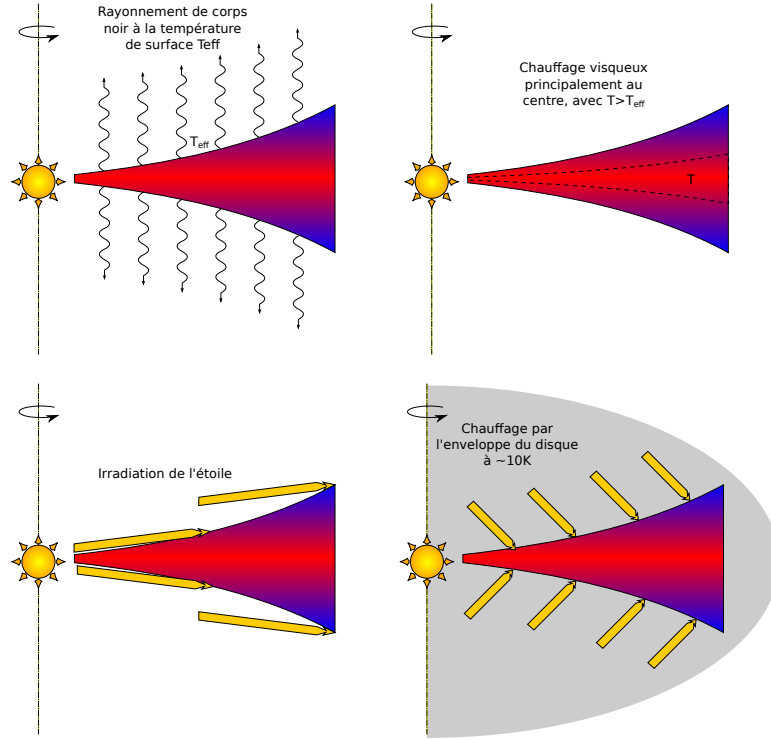 Rayonnement de corps
noir à la température
de surface Teff
Teff
Chauffage visqueux
principalement au
centre, avec T>Teff
T
Irradiation de l'étoile
Chauffage par
l'enveloppe du disque
à ~10K